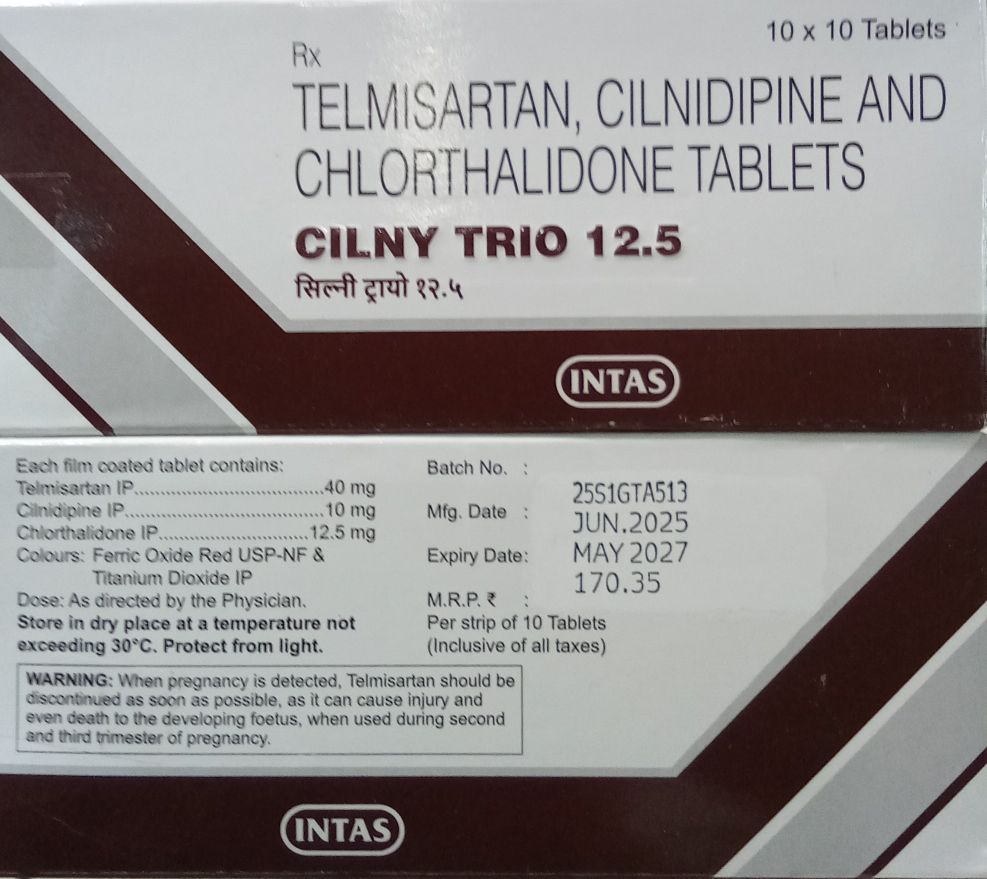 10 x 10 Tablets
Rx
TELMISARTAN, CILNIDIPINE AND
CHLORTHALIDONE TABLETS
CILNY TRIO 12.5
सिल्नी ट्रायो १२.५
INTAS
Each film coated tablet contains:
Telmisartan IP....................................40 mg
Cilnidipine IP.....................................10 mg
Chlorthalidone IP............................12.5 mg
Colours: Ferric Oxide Red USP-NF &
Titanium Dioxide IP
Dose: As directed by the Physician.
Store in dry place at a temperature not
exceeding 30°C. Protect from light.
WARNING: When pregnancy is detected, Telmisartan should be
discontinued as soon as possible, as it can cause injury and
even death to the developing foetus, when used during second
and third trimester of pregnancy.
Batch No. :
25S1GTA513
Mfg. Date :
JUN.2025
Expiry Date:
MAY 2027
M.R.P. ₹ :
170.35
Per strip of 10 Tablets
(Inclusive of all taxes)
INTAS